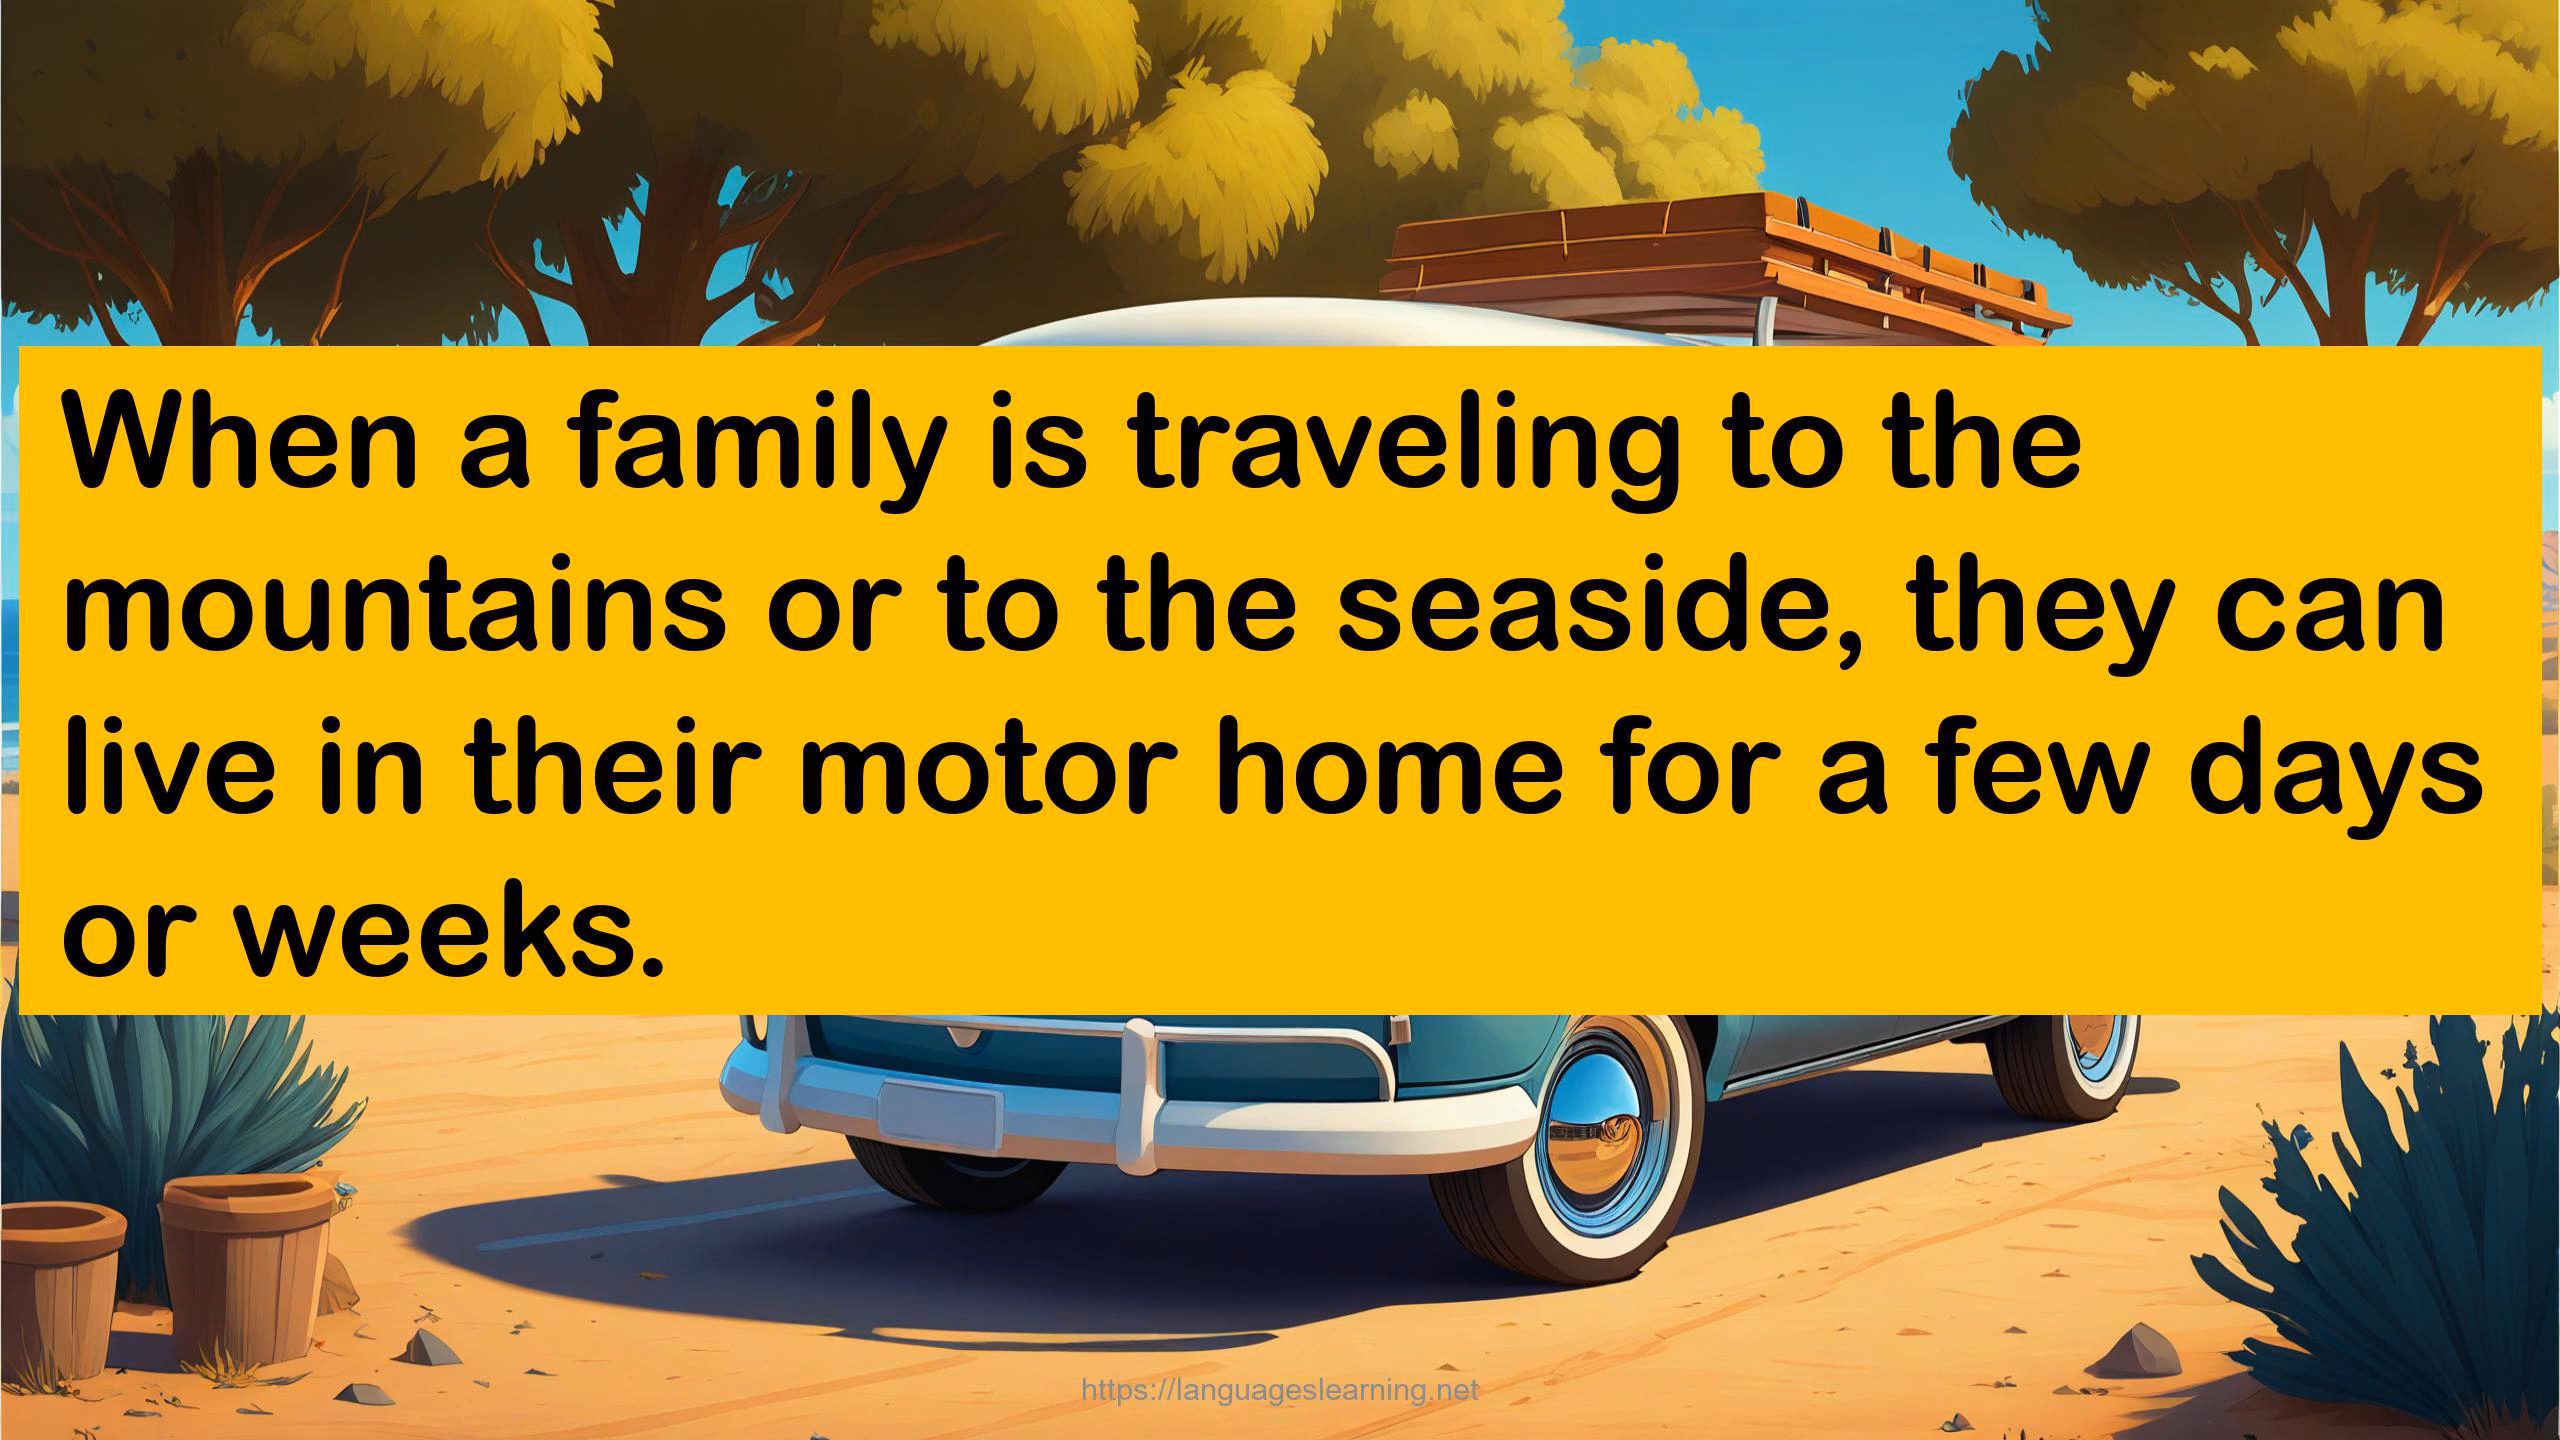 When a family is traveling to the
mountains or to the seaside, they can
live in their motor home for a few days
or weeks.
https://languageslearning.net